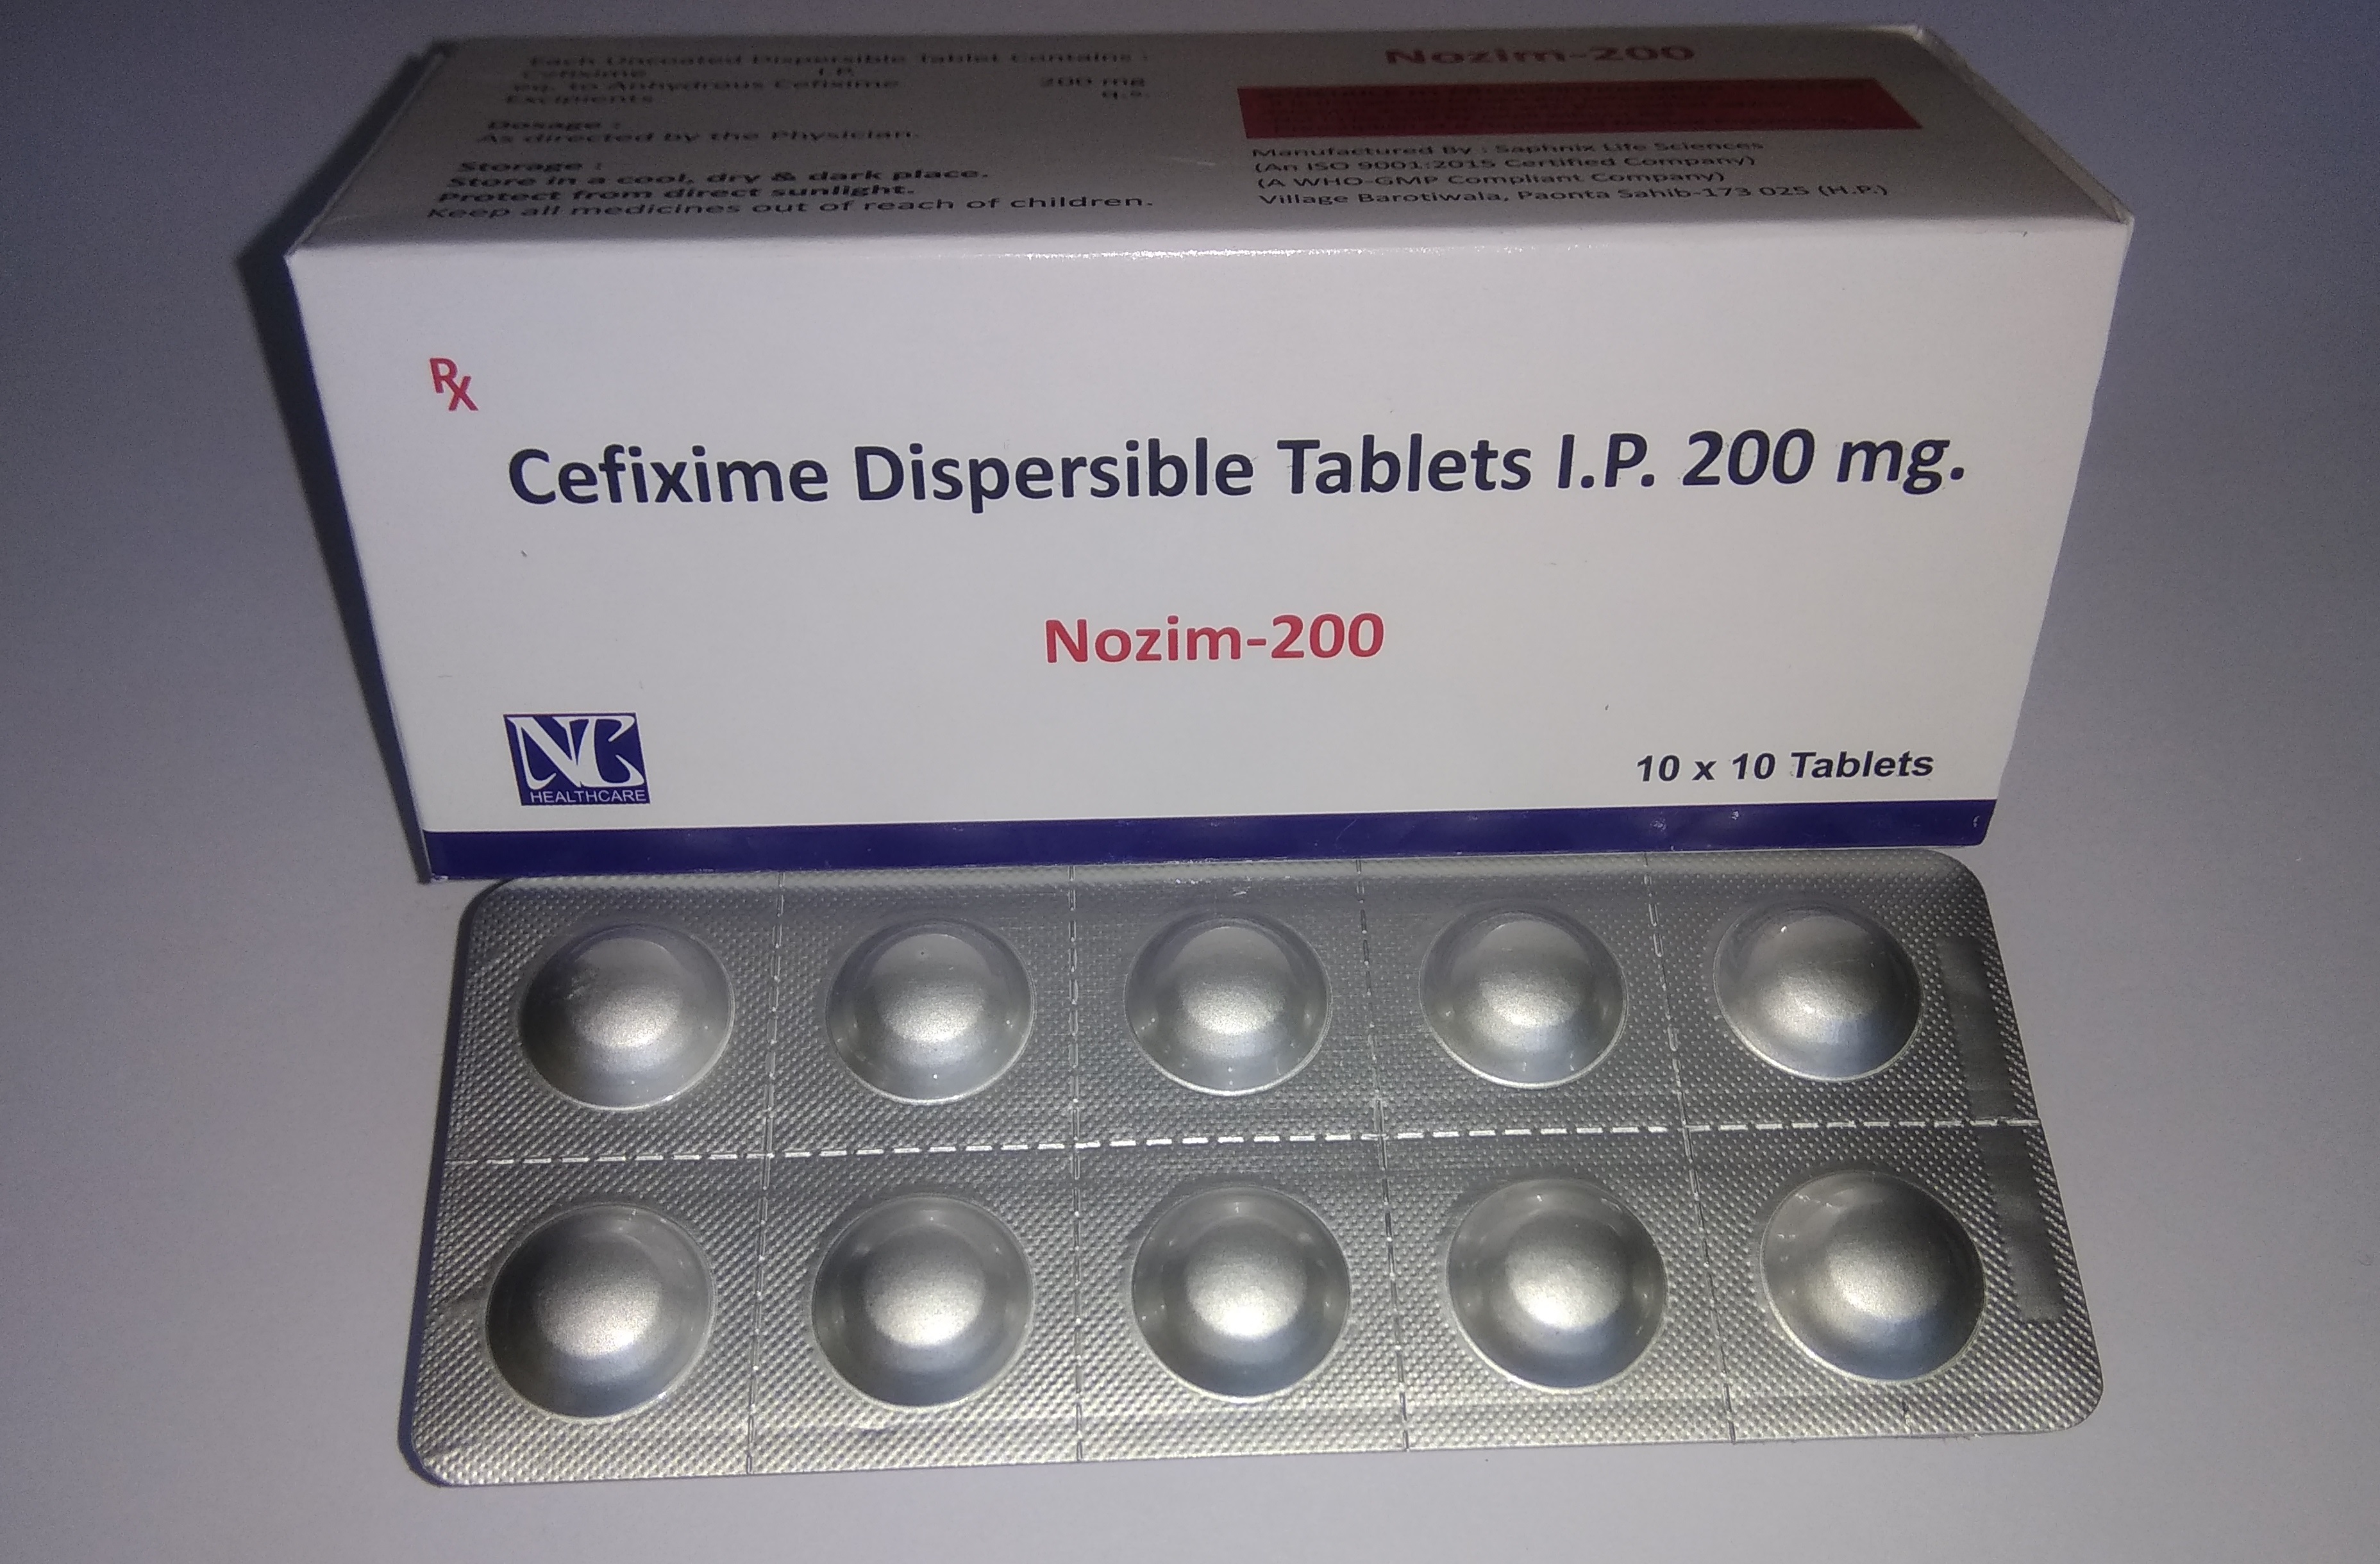 Each Uncoated Dispersible Tablet Contains :
Cefixime I.P.
eq. to Anhydrous Cefixime 200 mg
Excipients q.s.
Dosage :
As directed by the Physician.
Storage :
Store in a cool, dry & dark place.
Protect from direct sunlight.
Keep all medicines out of reach of children.
Nozim-200
Manufactured By : Saphnix Life Sciences
(An ISO 9001:2015 Certified Company)
(A WHO-GMP Compliant Company)
Village Barotiwala, Paonta Sahib-173 025 (H.P.)
Rx
Cefixime Dispersible Tablets I.P. 200 mg.
Nozim-200
NC
HEALTHCARE
10 x 10 Tablets